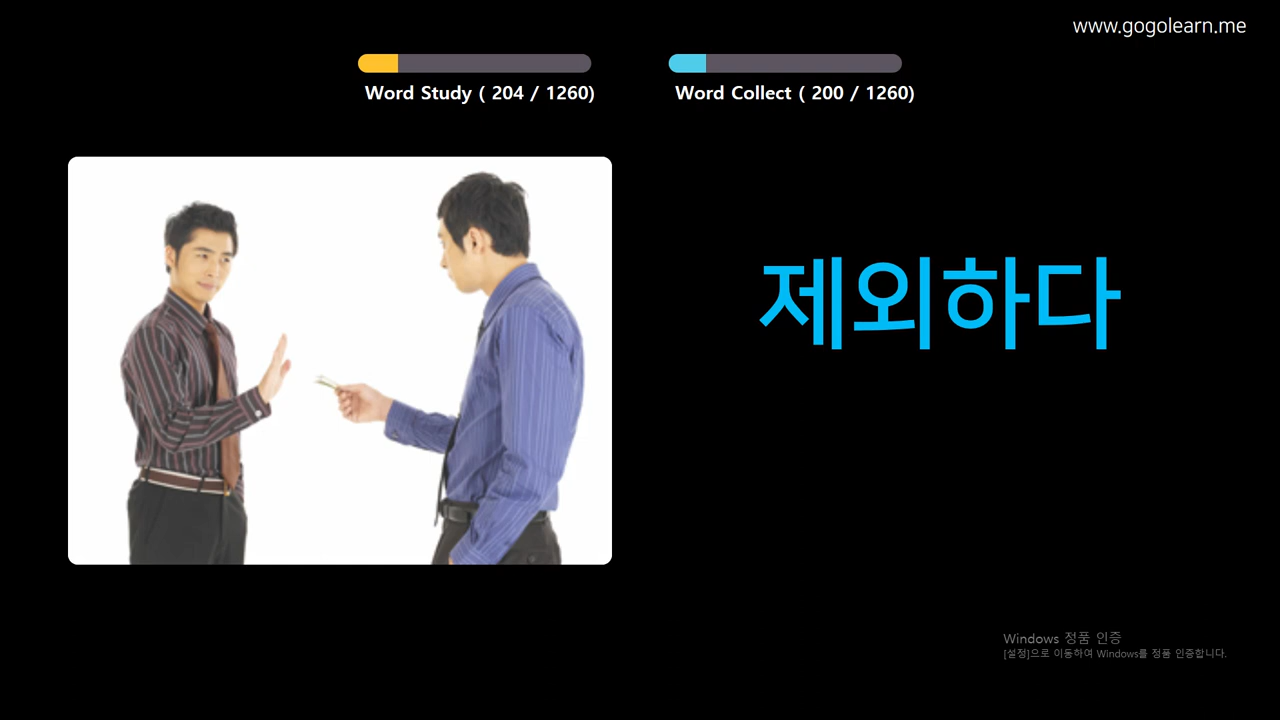 www.gogolearn.me
Word Study ( 204 / 1260)
Word Collect ( 200 / 1260)
제외하다
Windows 정품 인증
[설정]으로 이동하여 Windows를 정품 인증합니다.